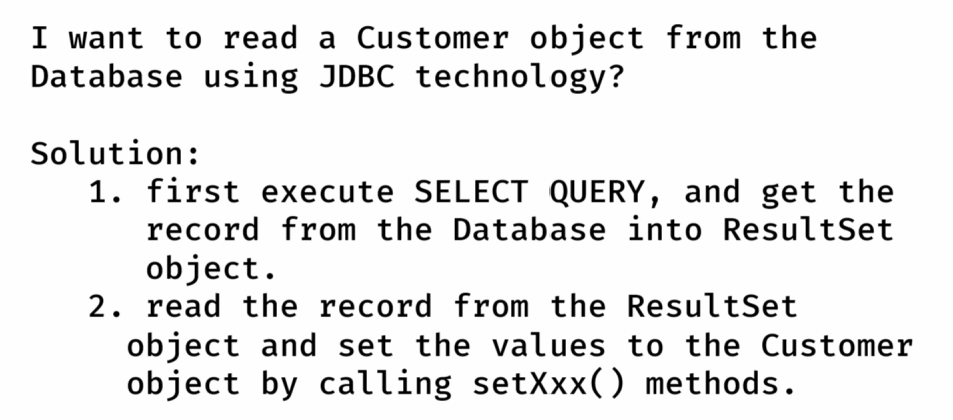 I want to read a Customer object from the
Database using JDBC technology?
Solution:
1. first execute SELECT QUERY, and get the
record from the Database into ResultSet
object.
2. read the record from the ResultSet
object and set the values to the Customer
object by calling setXxx() methods.